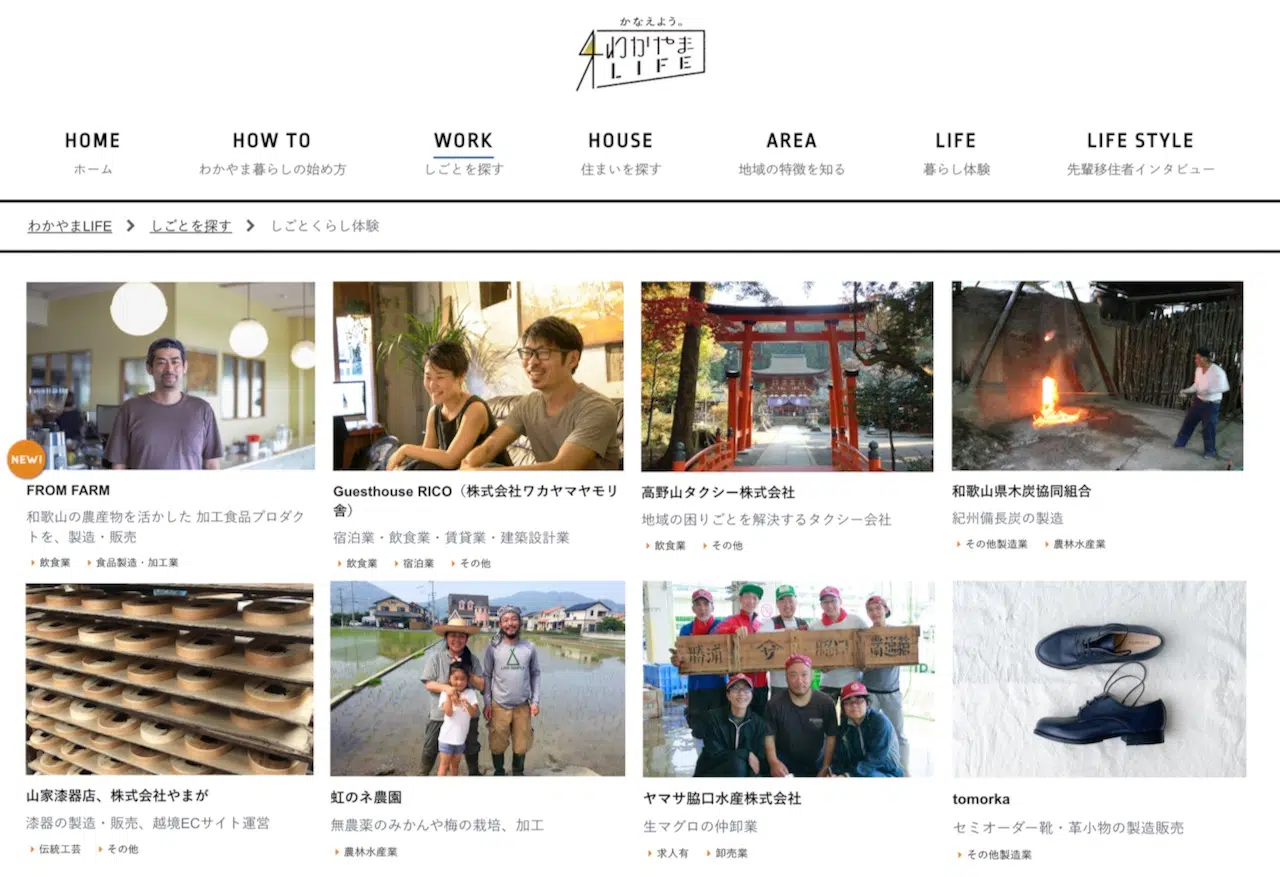 かなえよう。
わかやま
LIFE
HOME
ホーム
HOW TO
わかやま暮らしの始め方
WORK
しごとを探す
HOUSE
住まいを探す
AREA
地域の特徴を知る
LIFE
暮らし体験
LIFE STYLE
先輩移住者インタビュー
わかやまLIFE
しごとを探す
しごとくらし体験
NEW!
FROM FARM
和歌山の農産物を活かした 加工食品プロダク
トを、製造・販売
飲食業 食品製造・加工業
Guesthouse RICO（株式会社ワカヤマヤモリ
舎）
宿泊業・飲食業・賃貸業・建築設計業
飲食業 宿泊業 その他
高野山タクシー株式会社
地域の困りごとを解決するタクシー会社
飲食業 その他
和歌山県木炭協同組合
紀州備長炭の製造
その他製造業 農林水産業
山家漆器店、株式会社やまが
漆器の製造・販売、越境ECサイト運営
伝統工芸 その他
虹のネ農園
無農薬のみかんや梅の栽培、加工
農林水産業
勝浦 脇口
ヤマサ脇口水産株式会社
生マグロの仲卸業
求人有 卸売業
tomorka
セミオーダー靴・革小物の製造販売
その他製造業